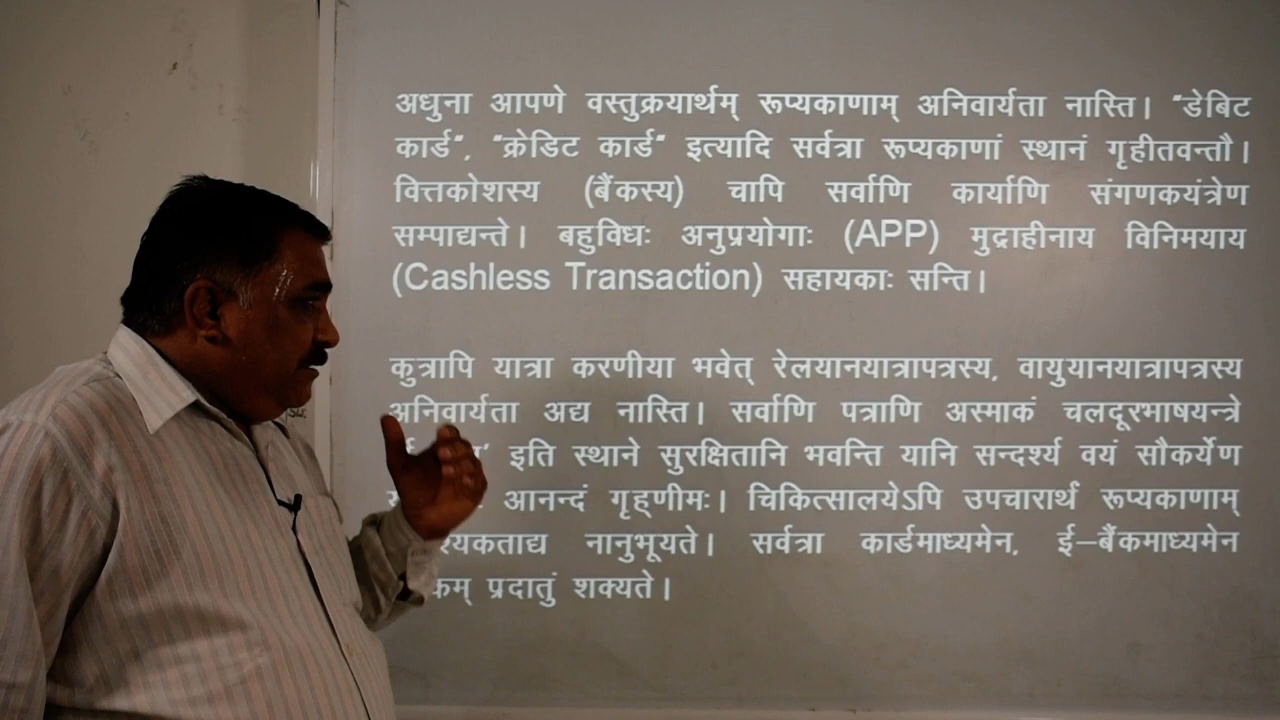 अधुना आपणे वस्तुक्रयार्थम् रूप्यकाणाम् अनिवार्यता नास्ति। "डेबिट
कार्ड", "क्रेडिट कार्ड" इत्यादि सर्वत्रा रूप्यकाणां स्थानं गृहीतवन्तौ।
वित्तकोशस्य (बैंकस्य) चापि सर्वाणि कार्याणि संगणकयंत्रेण
सम्पाद्यन्ते। बहुविधः अनुप्रयोगाः (APP) मुद्राहीनाय विनिमयाय
(Cashless Transaction) सहायकाः सन्ति।
कुत्रापि यात्रा करणीया भवेत् रेलयानयात्रापत्रस्य, वायुयानयात्रापत्रस्य
अनिवार्यता अद्य नास्ति। सर्वाणि पत्राणि अस्माकं चलदूरभाषयन्त्रे
इति स्थाने सुरक्षितानि भवन्ति यानि सन्दर्श्य वयं सौकर्येण
आनन्दं गृह्णीमः। चिकित्सालयेऽपि उपचारार्थं रूप्यकाणाम्
नानुभूयते। सर्वत्रा कार्डमाध्यमेन, ई–बैंकमाध्यमेन
प्रदातुं शक्यते।